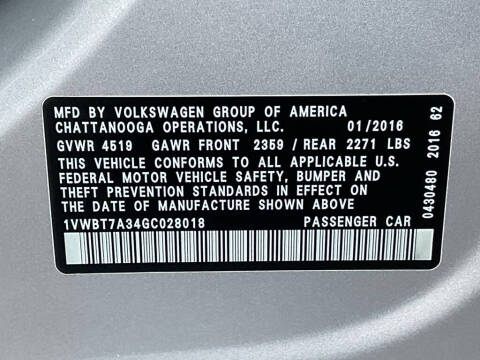 MFD BY VOLKSWAGEN GROUP OF AMERICA
CHATTANOOGA OPERATIONS, LLC. 01/2016
GVWR 4519 GAWR FRONT 2359 / REAR 2271 LBS
THIS VEHICLE CONFORMS TO ALL APPLICABLE U.S.
FEDERAL MOTOR VEHICLE SAFETY, BUMPER AND
THEFT PREVENTION STANDARDS IN EFFECT ON
THE DATE OF MANUFACTURE SHOWN ABOVE
1VWBT7A34GC028018 PASSENGER CAR
0430480 2016 62